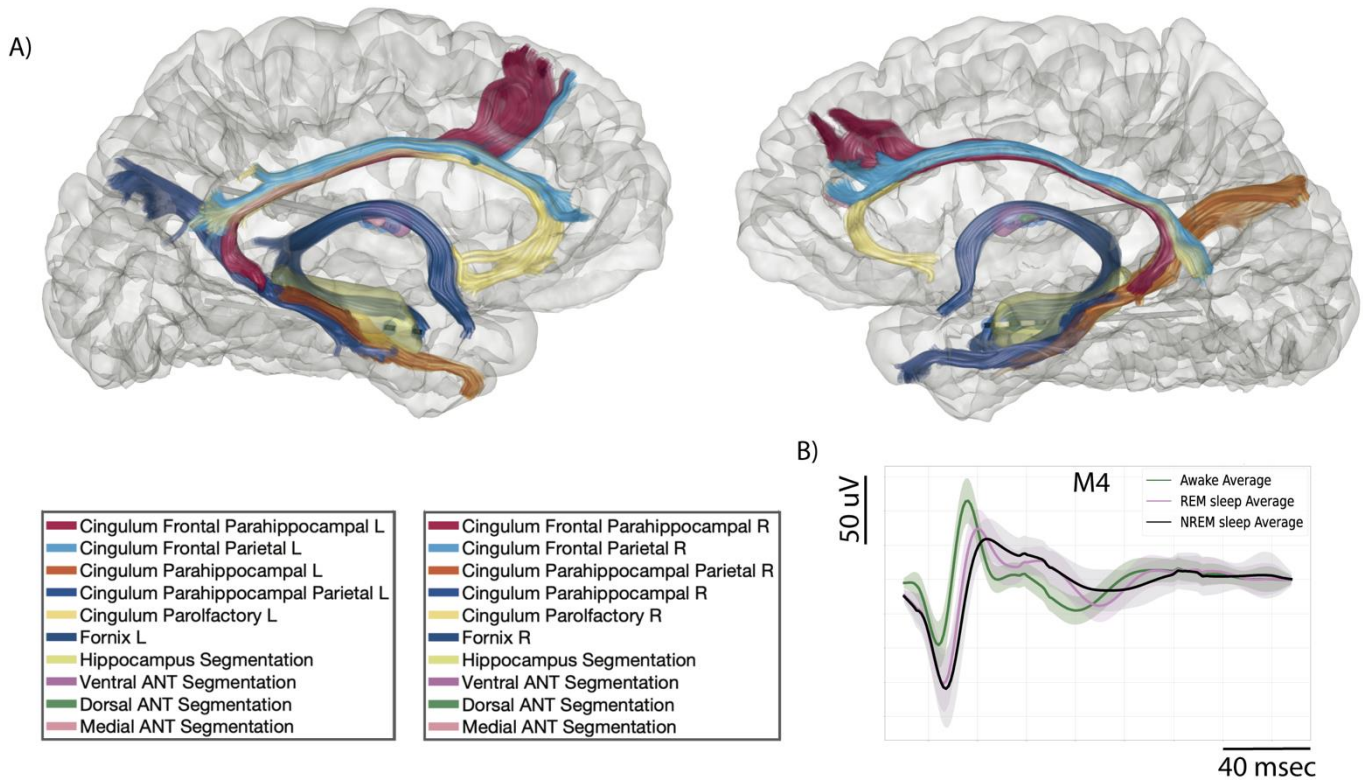 A)
Cingulum Frontal Parahippocampal L
Cingulum Frontal Parietal L
Cingulum Parahippocampal L
Cingulum Parahippocampal Parietal L
Cingulum Parolfactory L
Fornix L
Hippocampus Segmentation
Ventral ANT Segmentation
Dorsal ANT Segmentation
Medial ANT Segmentation
Cingulum Frontal Parahippocampal R
Cingulum Frontal Parietal R
Cingulum Parahippocampal Parietal R
Cingulum Parahippocampal R
Cingulum Parolfactory R
Fornix R
Hippocampus Segmentation
Ventral ANT Segmentation
Dorsal ANT Segmentation
Medial ANT Segmentation
B)
50 uV
M4
Awake Average
REM sleep Average
NREM sleep Average
40 msec